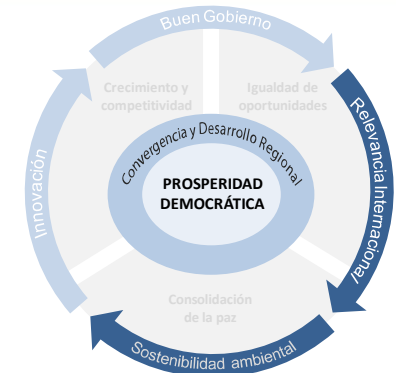 Buen Gobierno
Crecimiento y
competitividad
Igualdad de
oportunidades
Relevancia Internacional
Innovación
Convergencia y Desarrollo Regional
PROSPERIDAD
DEMOCRÁTICA
Consolidación
de la paz
Sostenibilidad ambiental